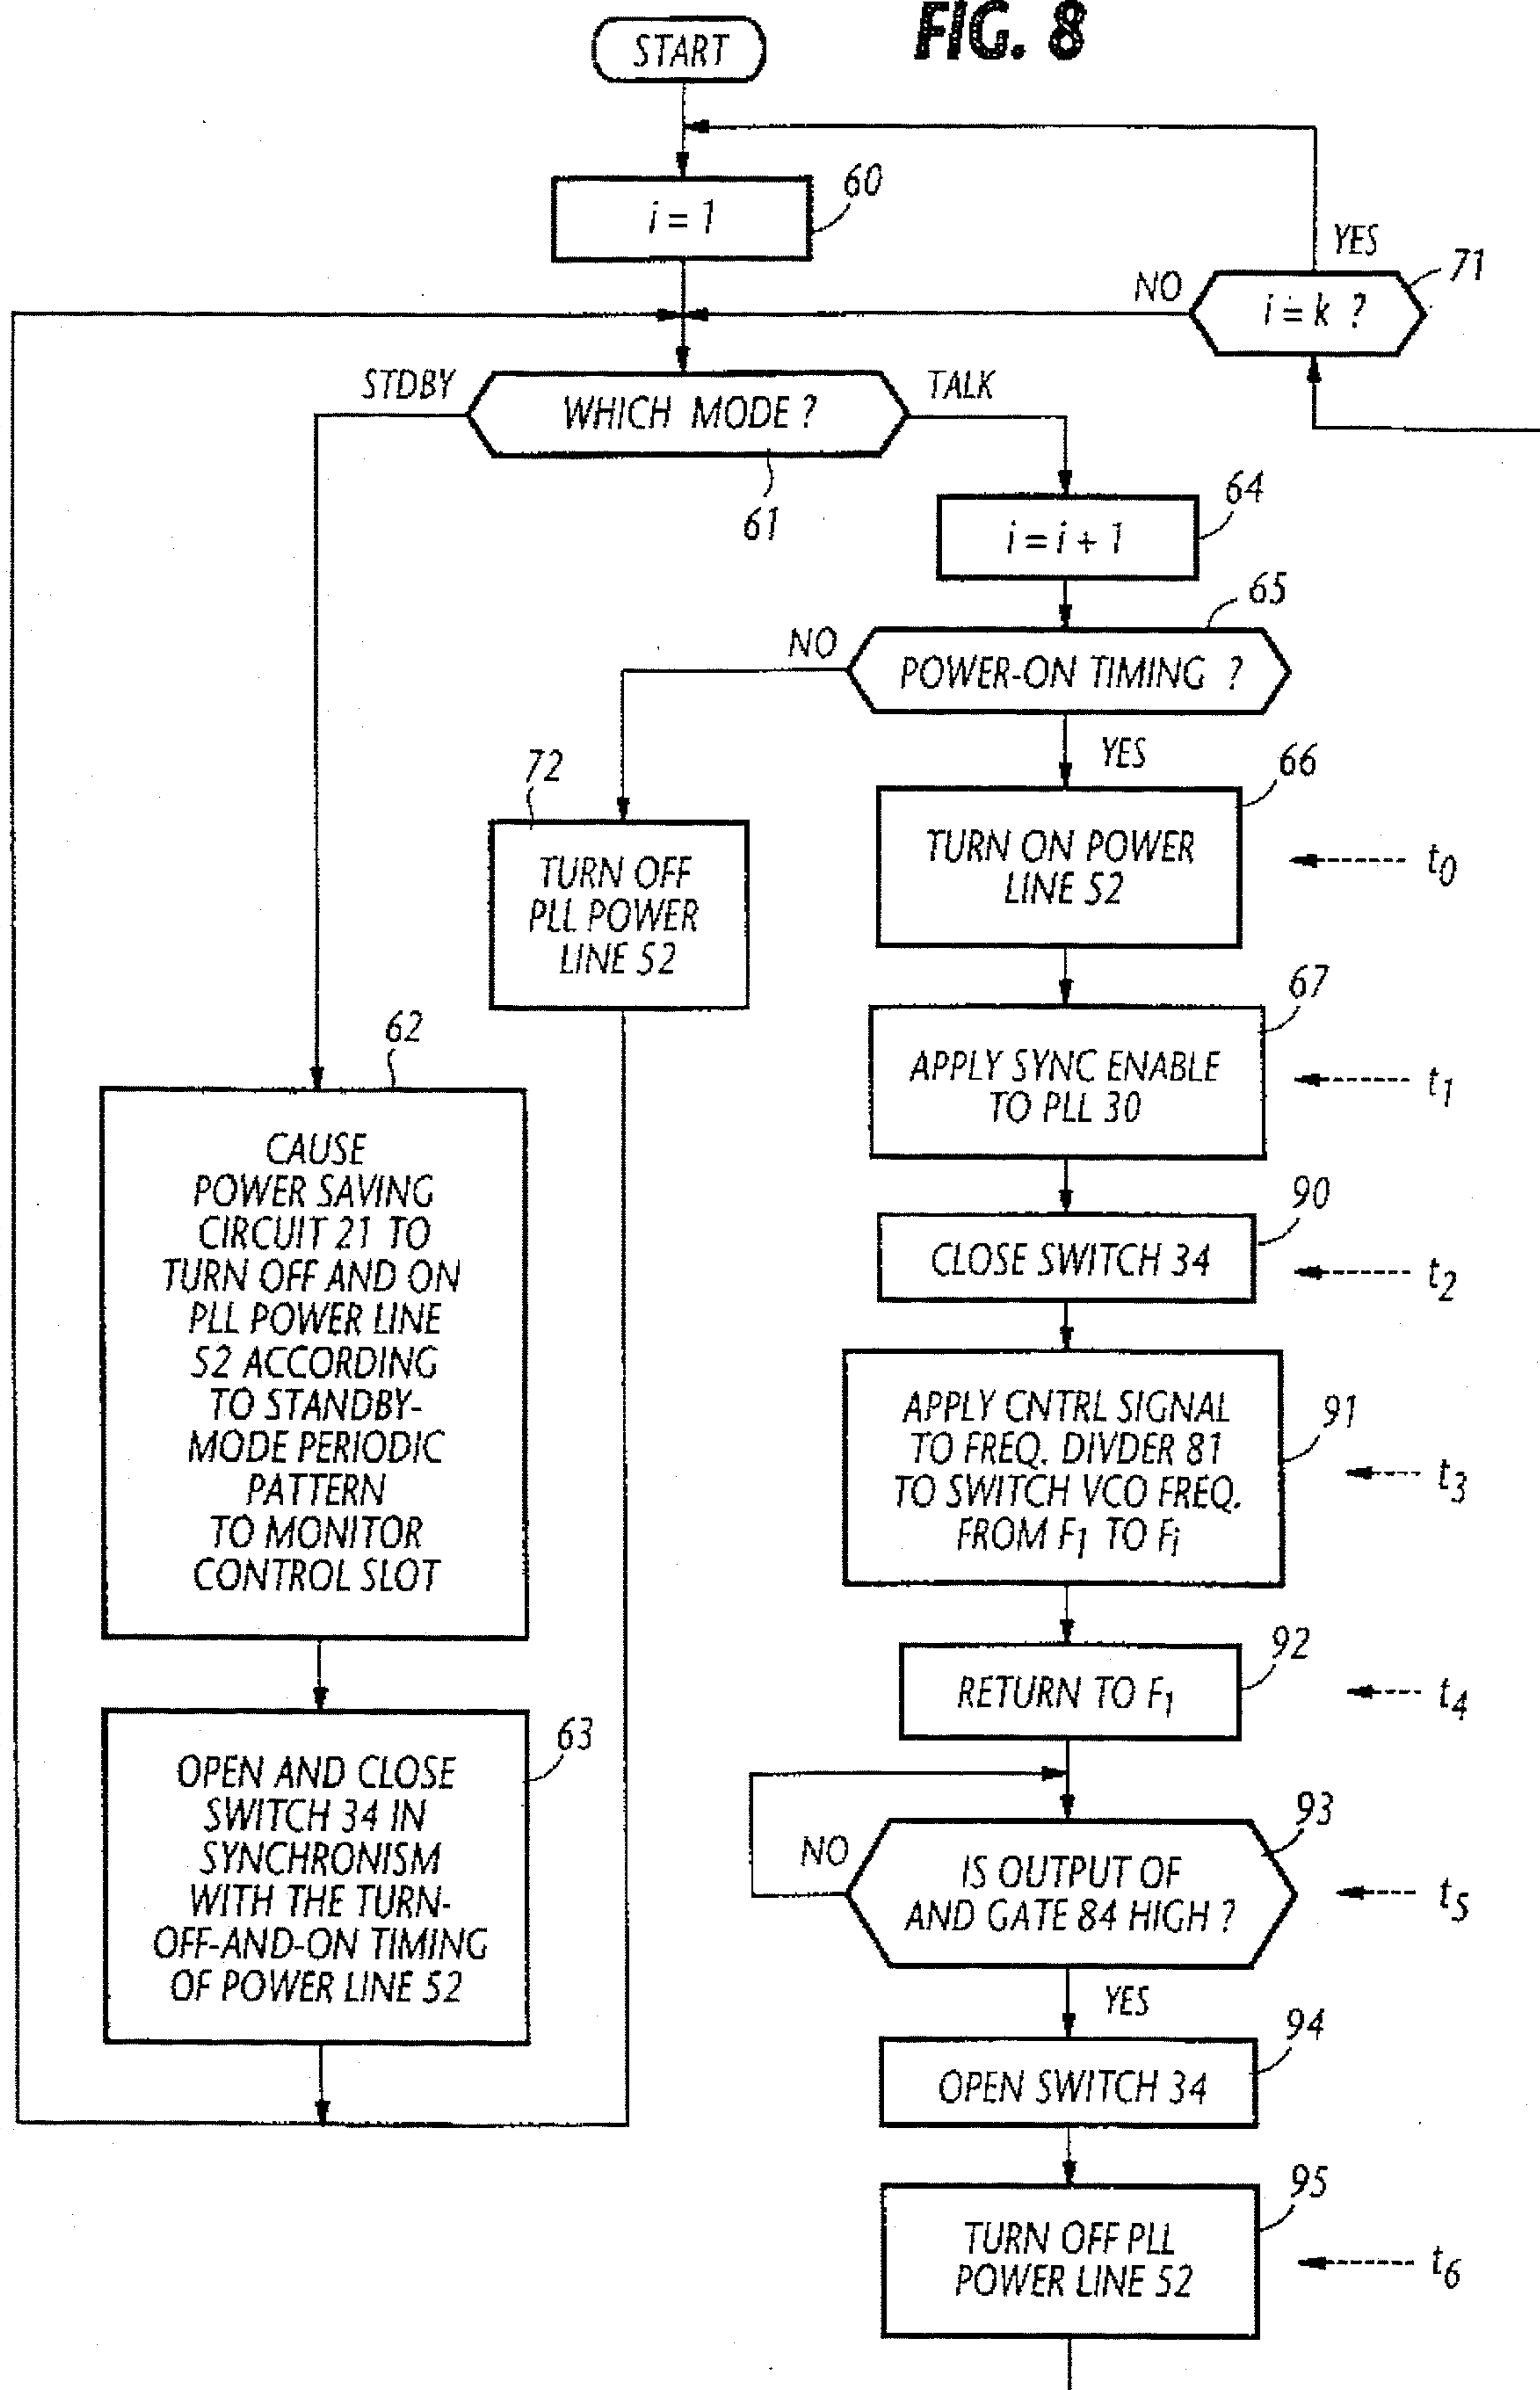 FIG. 8
START
i = 1
60
YES
NO
i = k ?
71
STDBY
WHICH MODE ?
TALK
61
i = i + 1
64
65
NO
POWER-ON TIMING ?
YES
72
TURN OFF
PLL POWER
LINE 52
66
TURN ON POWER
LINE 52
t0
67
APPLY SYNC ENABLE
TO PLL 30
t1
62
CAUSE
POWER SAVING
CIRCUIT 21 TO
TURN OFF AND ON
PLL POWER LINE
52 ACCORDING
TO STANDBY-
MODE PERIODIC
PATTERN
TO MONITOR
CONTROL SLOT
90
CLOSE SWITCH 34
t2
91
APPLY CNTRL SIGNAL
TO FREQ. DIVDER 81
TO SWITCH VCO FREQ.
FROM F1 TO Fi
t3
92
RETURN TO F1
t4
63
OPEN AND CLOSE
SWITCH 34 IN
SYNCHRONISM
WITH THE TURN-
OFF-AND-ON TIMING
OF POWER LINE 52
93
NO
IS OUTPUT OF
AND GATE 84 HIGH ?
t5
YES
94
OPEN SWITCH 34
95
TURN OFF PLL
POWER LINE 52
t6